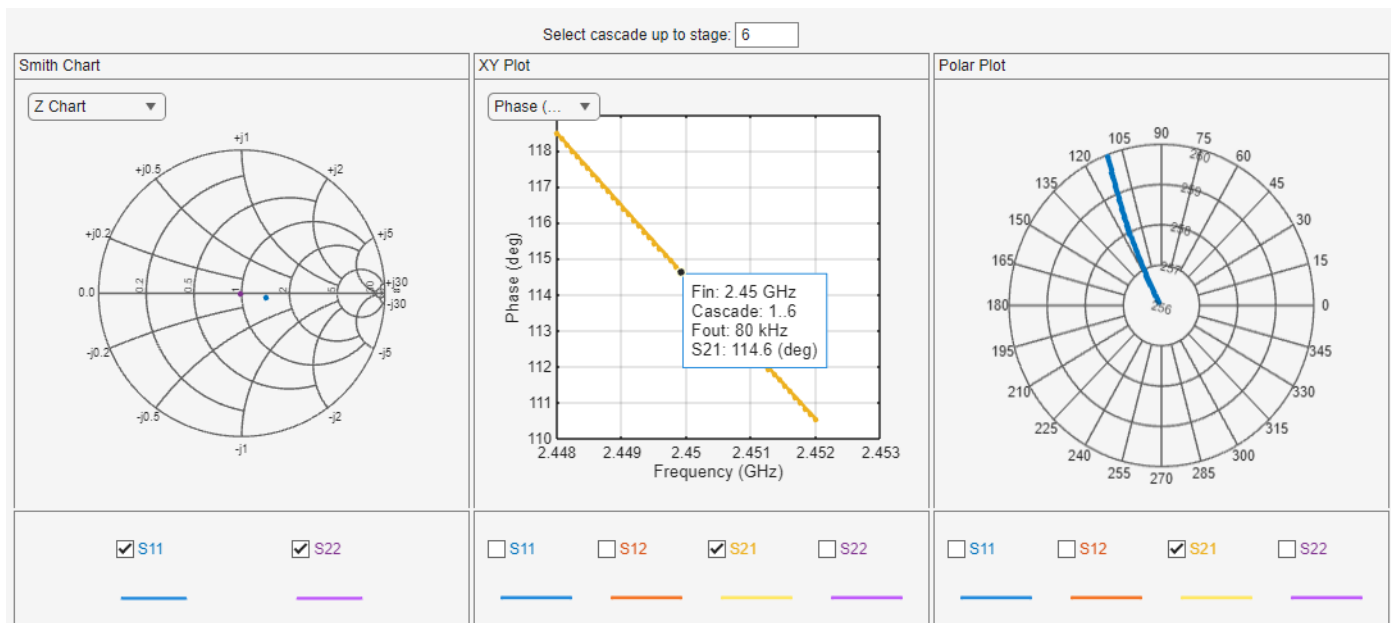 Select cascade up to stage: 6
Smith Chart
Z Chart
+j1
+j0.5
+j2
+j0.2
+j5
+j30
0.0
0.2
0.5
1
2
5
-j30
-j0.2
-j5
-j0.5
-j2
-j1
S11
S22
XY Plot
Phase (...
118
117
116
115
114
113
112
111
110
Phase (deg)
Fin: 2.45 GHz
Cascade: 1..6
Fout: 80 kHz
S21: 114.6 (deg)
2.448 2.449 2.45 2.451 2.452 2.453
Frequency (GHz)
S11 S12 S21 S22
Polar Plot
90
105 75
120 60
135 45
150 30
165 15
180 0
195 345
210 330
225 315
240 300
255 285
270
260
259
258
257
256
S11 S12 S21 S22